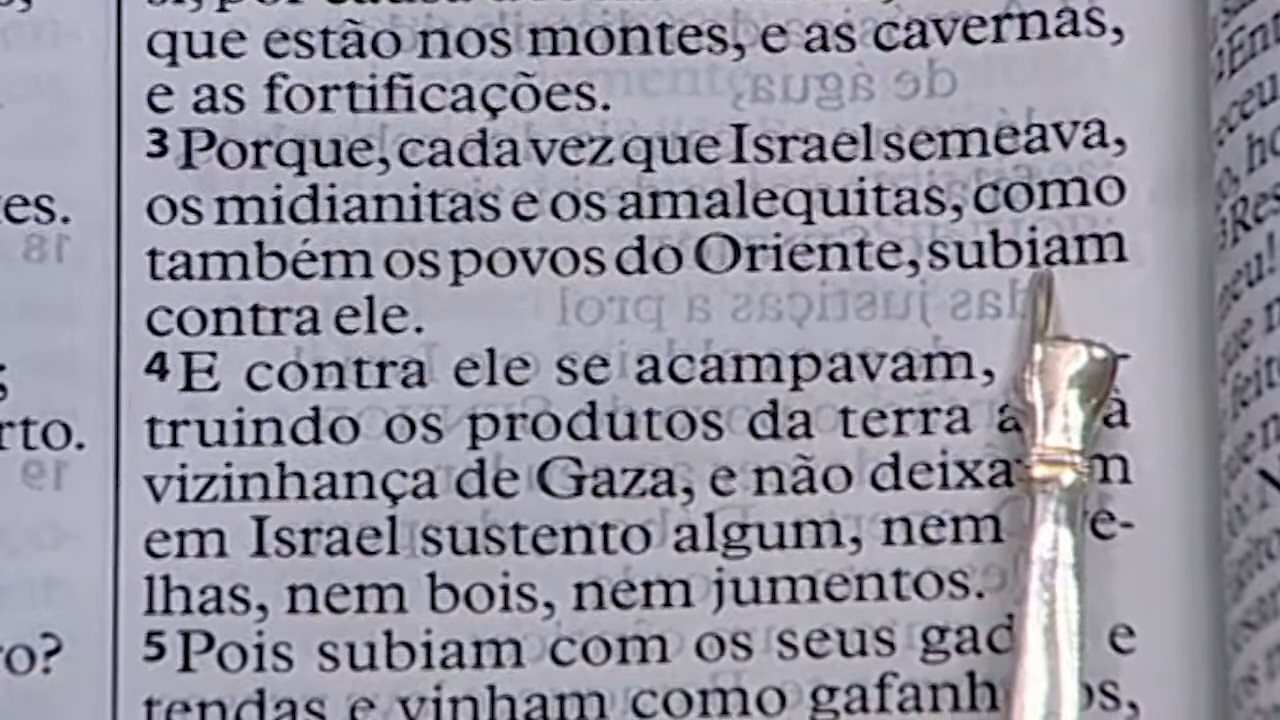 que estão nos montes, e as cavernas,
e as fortificações.
3 Porque, cada vez que Israel semeava,
os midianitas e os amalequitas, como
também os povos do Oriente, subiam
contra ele.
4 E contra ele se acampavam,
truindo os produtos da terra à
vizinhança de Gaza, e não
em Israel sustento algum, nem
lhas, nem bois, nem jumentos.
5 Pois subiam com os seus e
tendas e vinham como